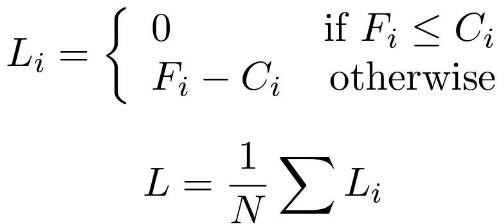 L_i = { 0 if F_i ≤ C_i
F_i − C_i otherwise
L = 1/N ∑ L_i